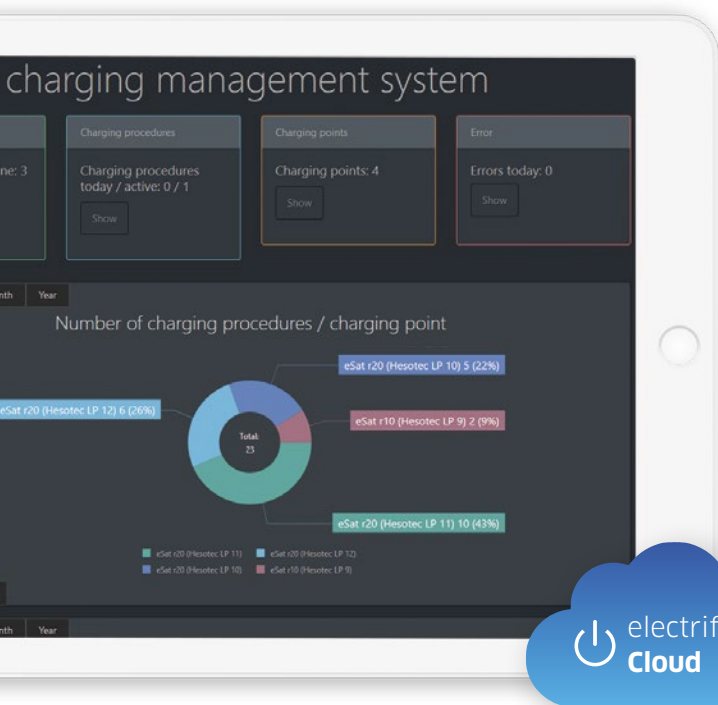 charging management system
ne: 3
Charging procedures
Charging procedures
today / active: 0 / 1
Show
Charging points
Charging points: 4
Show
Error
Errors today: 0
Show
nth
Year
Number of charging procedures / charging point
eSat r20 (Hesotec LP 10) 5 (22%)
eSat r20 (Hesotec LP 12) 6 (26%)
eSat r10 (Hesotec LP 9) 2 (9%)
Total:
23
eSat r20 (Hesotec LP 11) 10 (43%)
eSat r20 (Hesotec LP 11)
eSat r20 (Hesotec LP 12)
eSat r20 (Hesotec LP 10)
eSat r10 (Hesotec LP 9)
nth
Year
electrif
Cloud